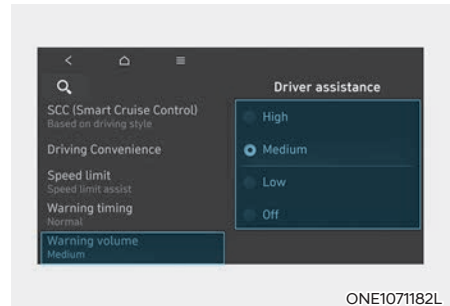 Driver assistance
SCC (Smart Cruise Control)
Based on driving style
Driving Convenience
Speed limit
Speed limit assist
Warning timing
Normal
Warning volume
Medium
High
Medium
Low
Off
ONE1071182L